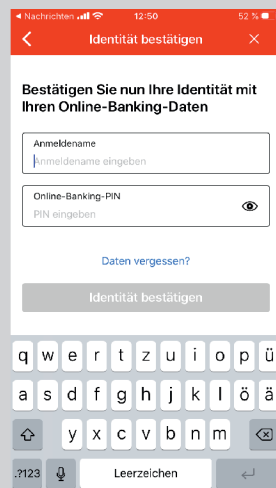 Nachrichten 12:50 52 %
Identität bestätigen
Bestätigen Sie nun Ihre Identität mit
Ihren Online-Banking-Daten
Anmeldename
Anmeldename eingeben
Online-Banking-PIN
PIN eingeben
Daten vergessen?
Identität bestätigen
q w e r t z u i o p ü
a s d f g h j k l ö ä
y x c v b n m
.?123 Leerzeichen